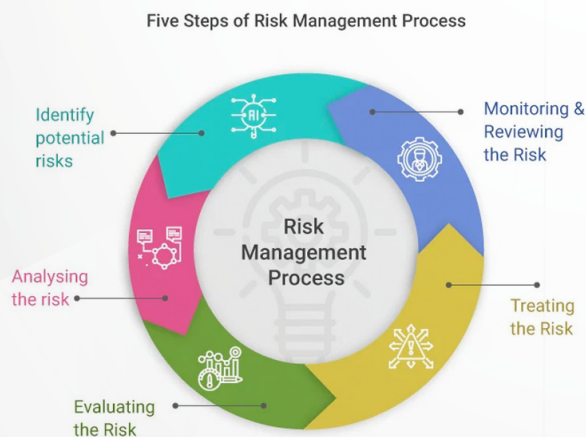 Five Steps of Risk Management Process
Identify
potential
risks
AI
Monitoring &
Reviewing
the Risk
Risk
Management
Process
Analysing
the risk
Treating
the Risk
Evaluating
the Risk